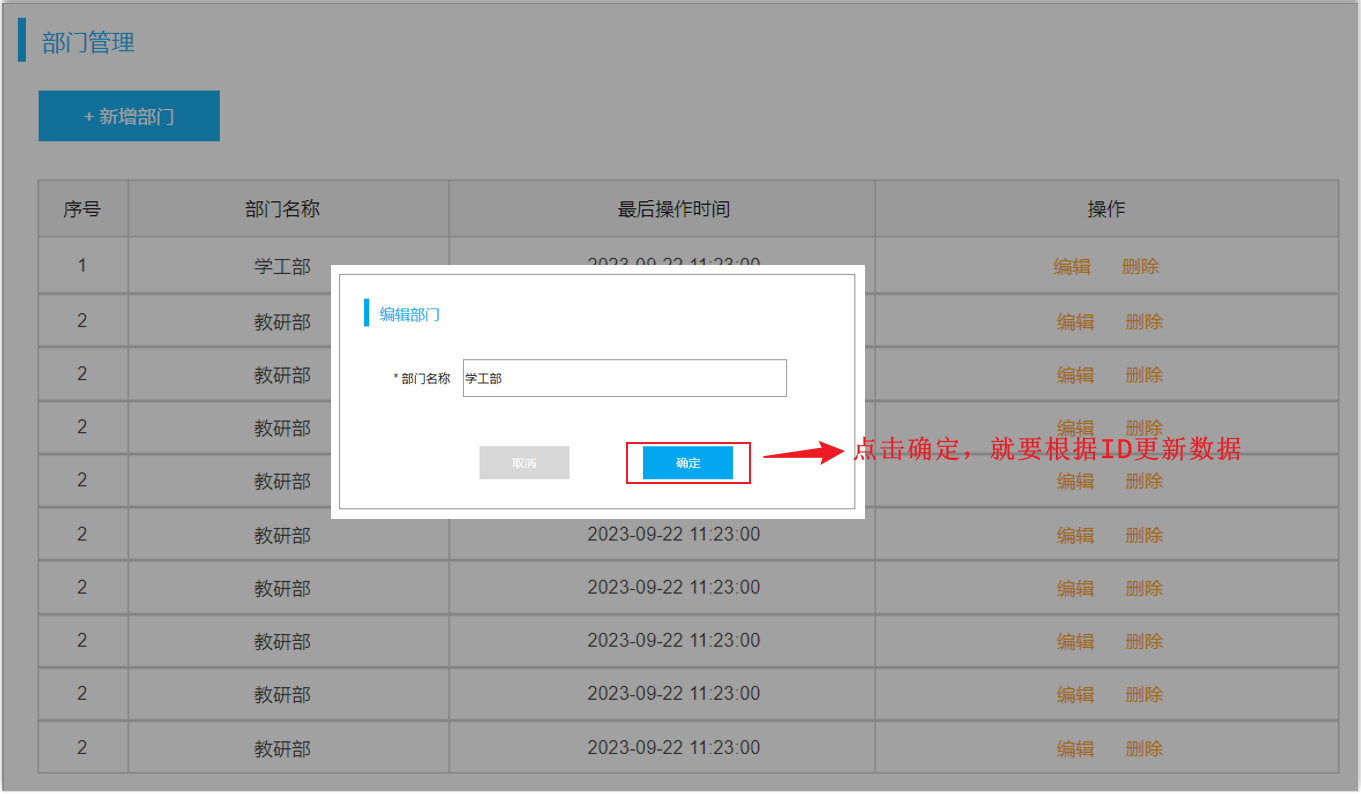 部门管理
+ 新增部门
序号 部门名称 最后操作时间 操作
1 学工部 2023-09-22 11:23:00 编辑 删除
2 教研部 编辑 删除
编辑部门
2 教研部 编辑 删除
* 部门名称 学工部
2 教研部 编辑 删除
点击确定，就要根据ID更新数据
取消 确定
2 教研部 编辑 删除
2 教研部 2023-09-22 11:23:00 编辑 删除
2 教研部 2023-09-22 11:23:00 编辑 删除
2 教研部 2023-09-22 11:23:00 编辑 删除
2 教研部 2023-09-22 11:23:00 编辑 删除
2 教研部 2023-09-22 11:23:00 编辑 删除